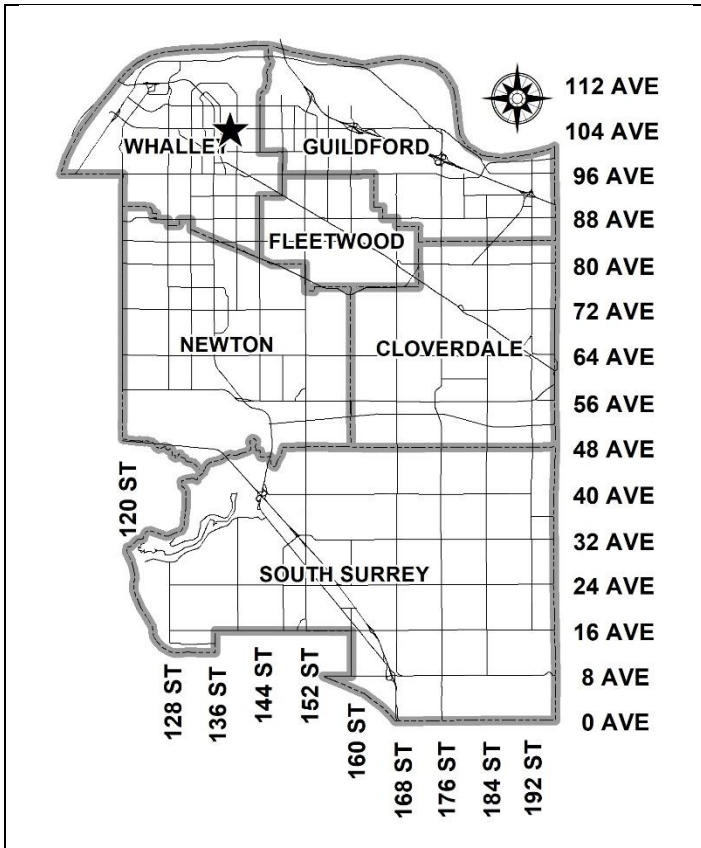 112 AVE
104 AVE
WHALLEY
GUILDFORD
96 AVE
88 AVE
FLEETWOOD
80 AVE
72 AVE
NEWTON
CLOVERDALE
64 AVE
56 AVE
48 AVE
120 ST
40 AVE
32 AVE
SOUTH SURREY
24 AVE
16 AVE
128 ST
136 ST
144 ST
152 ST
160 ST
8 AVE
168 ST
176 ST
184 ST
192 ST
0 AVE